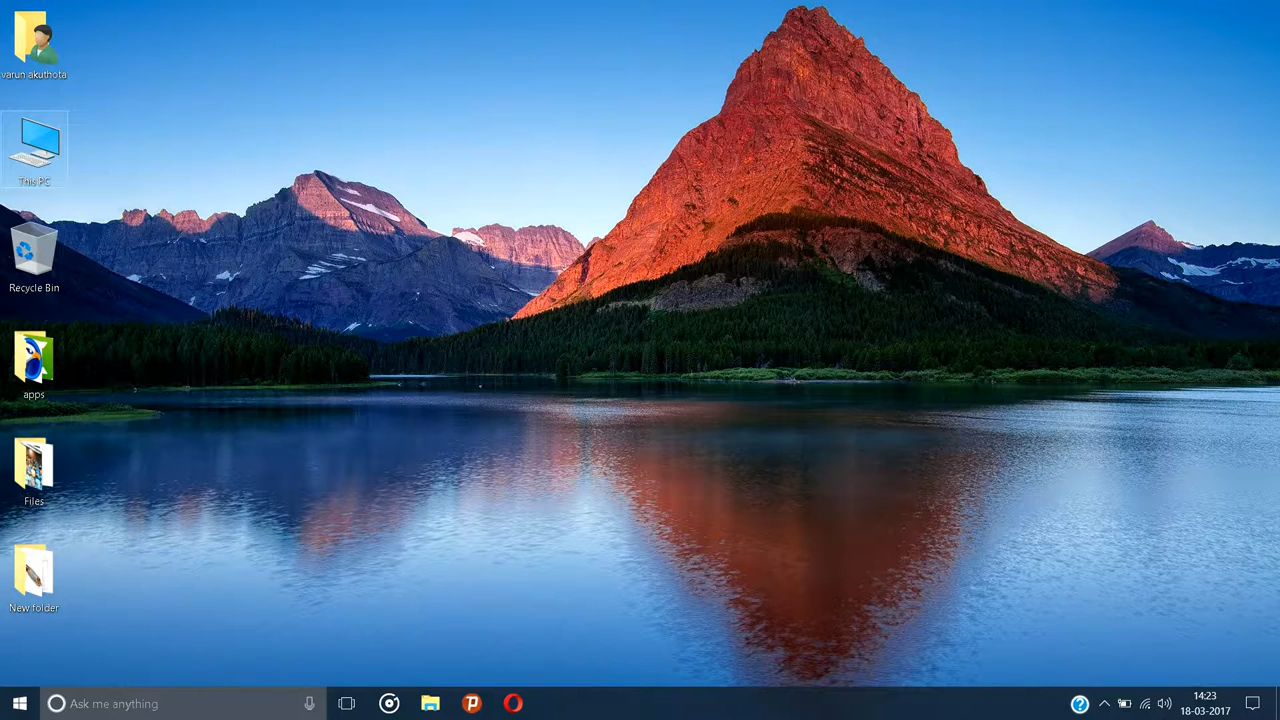 varun akuthota
This PC
Recycle Bin
apps
Files
New folder
Ask me anything
14:23
18-03-2017